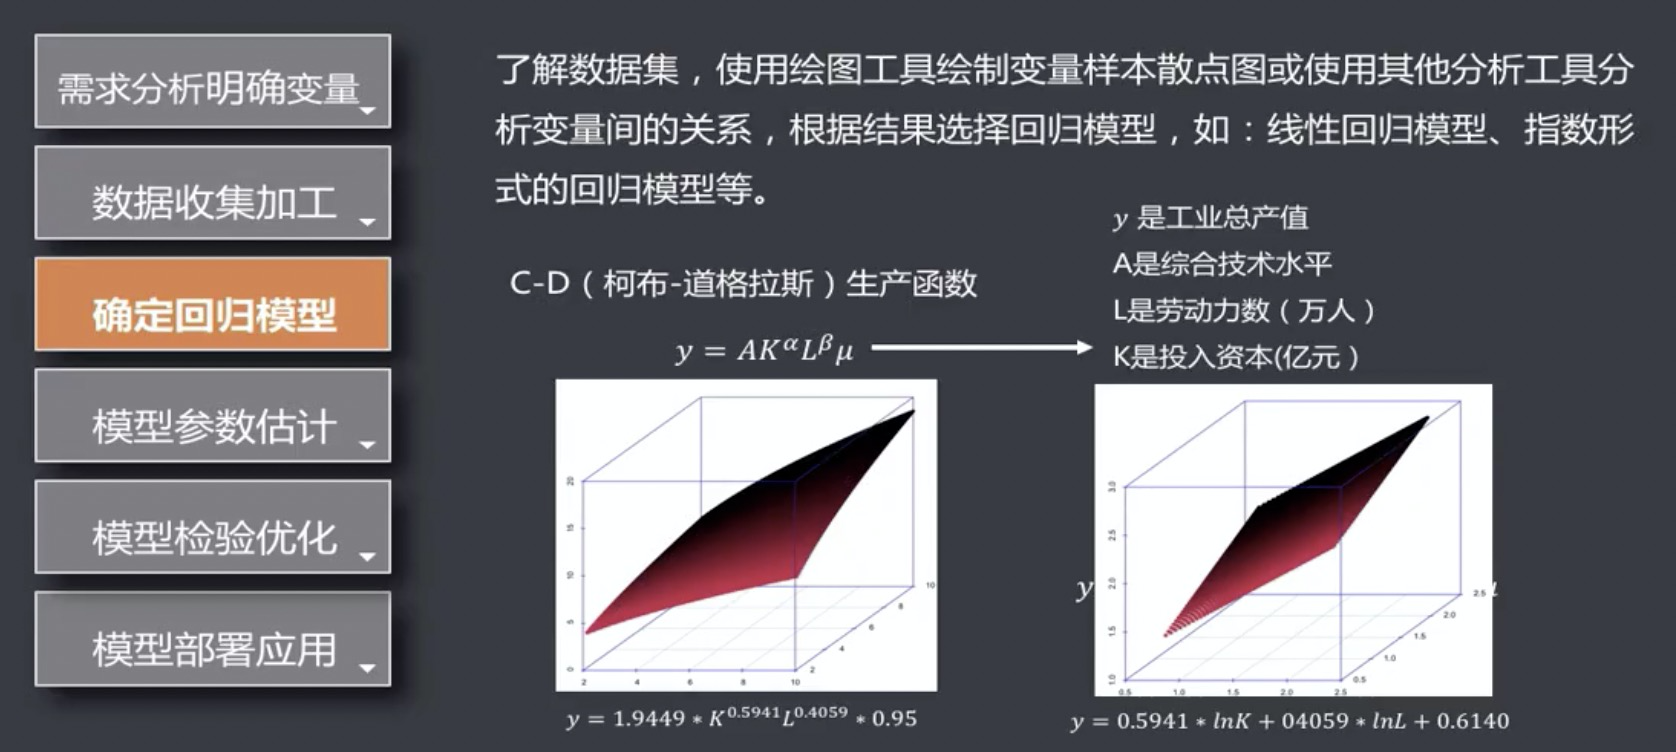 需求分析明确变量
数据收集加工
确定回归模型
模型参数估计
模型检验优化
模型部署应用
了解数据集，使用绘图工具绘制变量样本散点图或使用其他分析工具分
析变量间的关系，根据结果选择回归模型，如：线性回归模型、指数形
式的回归模型等。
C-D（柯布-道格拉斯）生产函数
y = AK^α L^β μ
y 是工业总产值
A是综合技术水平
L是劳动力数（万人）
K是投入资本(亿元）
20
15
10
5
0
2 4 6 8 10
2 4 6 8 10
y = 1.9449 * K^0.5941 L^0.4059 * 0.95
y
3.0
2.5
2.0
1.5
1.0
0.5 1.0 1.5 2.0 2.5
0.5 1.0 1.5 2.0 2.5
y = 0.5941 * lnK + 04059 * lnL + 0.6140